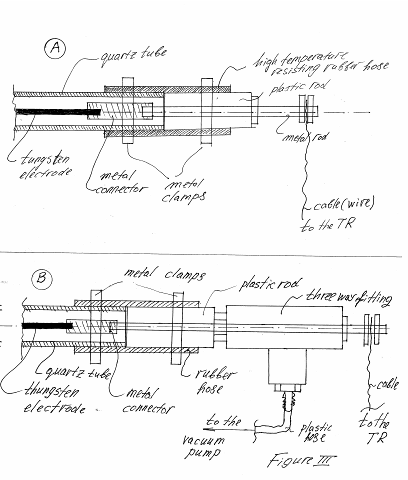 A
quartz tube
high temperature
resisting rubber hose
plastic rod
metal rod
tungsten
electrode
metal
connector
metal
clamps
cable (wire)
to the TR
B
metal clamps
plastic rod
three way fitting
quartz tube
thungsten
electrode
metal
connector
rubber
hose
cable
to the
TR
to the
vacuum
pump
plastic
hose
Figure III